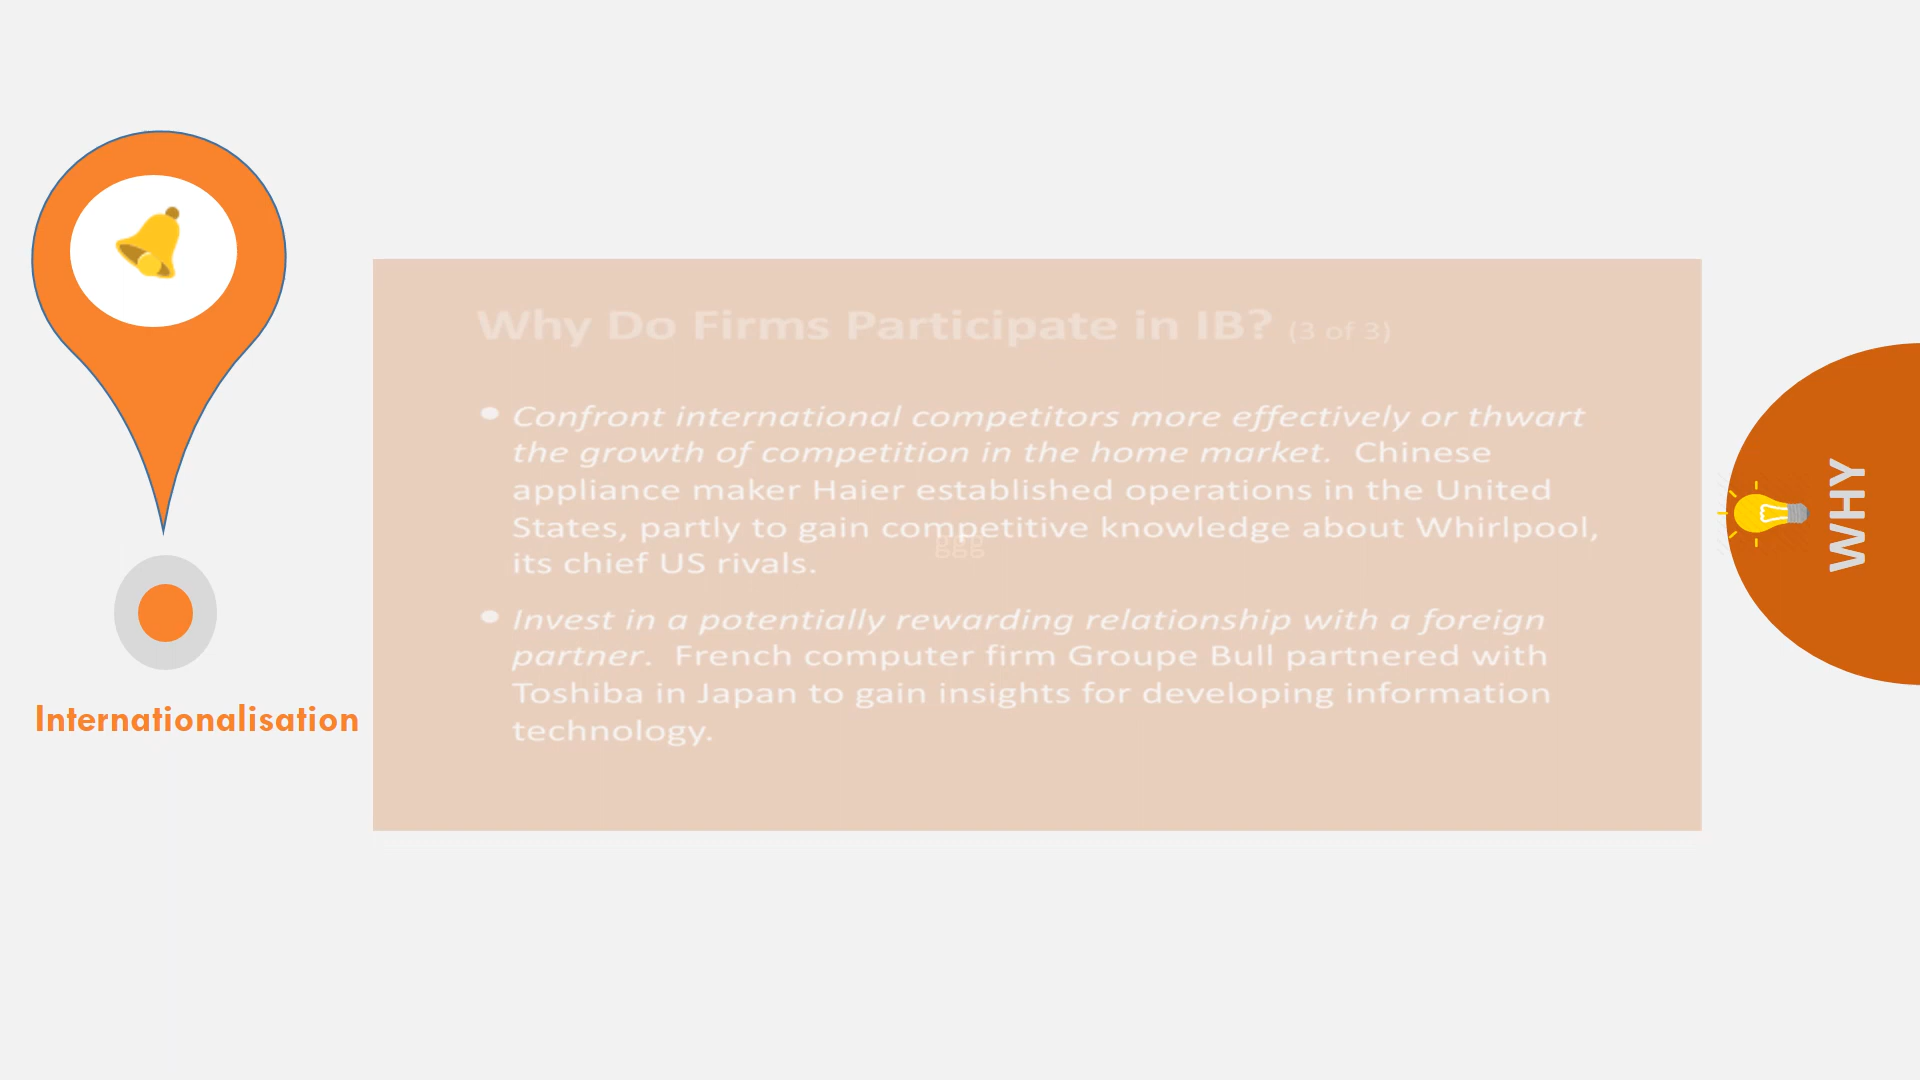 Why Do Firms Participate in IB? (3 of 3)
• Confront international competitors more effectively or thwart
the growth of competition in the home market. Chinese
appliance maker Haier established operations in the United
States, partly to gain competitive knowledge about Whirlpool,
its chief US rivals.
ggg
• Invest in a potentially rewarding relationship with a foreign
partner. French computer firm Groupe Bull partnered with
Toshiba in Japan to gain insights for developing information
technology.
Internationalisation
WHY